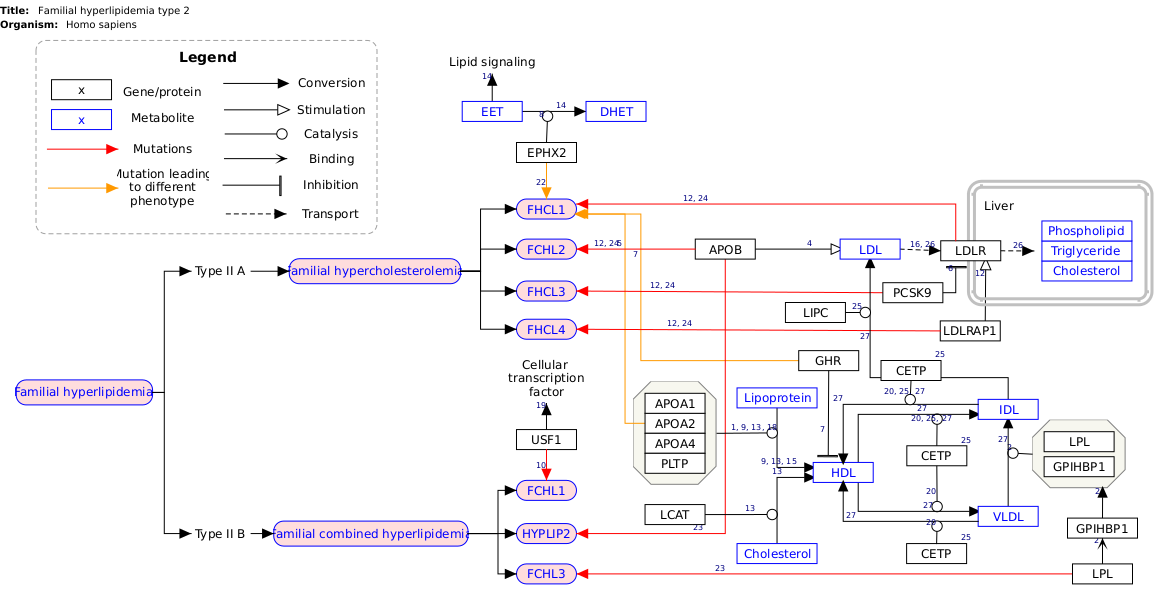 Title: Familial hyperlipidemia type 2
Organism: Homo sapiens
Legend
x
Gene/protein
x
Metabolite
Mutations
Mutation leading
to different
phenotype
Conversion
Stimulation
Catalysis
Binding
Inhibition
Transport
Lipid signaling
14
EET
14
DHET
EPHX2
22
FHCL1
FCHL2
FHCL3
FHCL4
12, 24
12, 24
7
12, 24
12, 24
APOB
4
LDL
16, 26
LDLR
26
Liver
Phospholipid
Triglyceride
Cholesterol
12
PCSK9
LIPC
25
27
LDLRAP1
Type II A
Familial hypercholesterolemia
Familial hyperlipidemia
Type II B
Familial combined hyperlipidemia
Cellular
transcription
factor
19
USF1
10
FCHL1
HYPLIP2
FCHL3
23
23
GHR
7
APOA1
APOA2
APOA4
PLTP
Lipoprotein
1, 9, 13, 18
9, 13, 15
13
HDL
LCAT
13
Cholesterol
CETP
25
20, 25, 27
27
27
20, 25, 27
IDL
CETP
25
20
27
27
VLDL
20
CETP
25
27
2
LPL
GPIHBP1
2
GPIHBP1
2
LPL